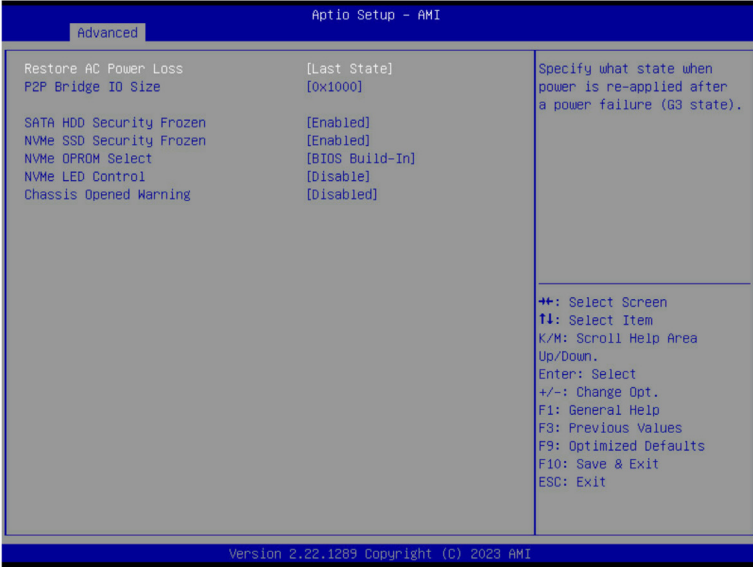 Aptio Setup – AMI
Advanced
Restore AC Power Loss [Last State]
P2P Bridge IO Size [0x1000]
SATA HDD Security Frozen [Enabled]
NVMe SSD Security Frozen [Enabled]
NVMe OPROM Select [BIOS Build-In]
NVMe LED Control [Disable]
Chassis Opened Warning [Disabled]
Specify what state when
power is re-applied after
a power failure (G3 state).
→←: Select Screen
↑↓: Select Item
K/M: Scroll Help Area
Up/Down.
Enter: Select
+/-: Change Opt.
F1: General Help
F3: Previous Values
F9: Optimized Defaults
F10: Save & Exit
ESC: Exit
Version 2.22.1289 Copyright (C) 2023 AMI